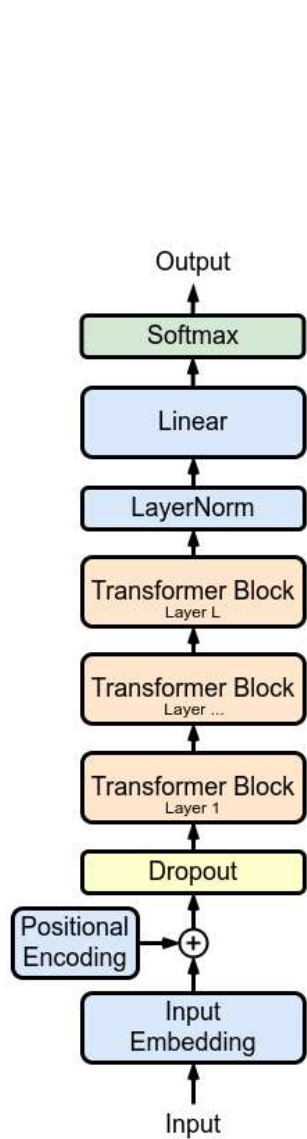 Output
Softmax
Linear
LayerNorm
Transformer Block
Layer L
Transformer Block
Layer ...
Transformer Block
Layer 1
Dropout
Positional
Encoding
+
Input
Embedding
Input